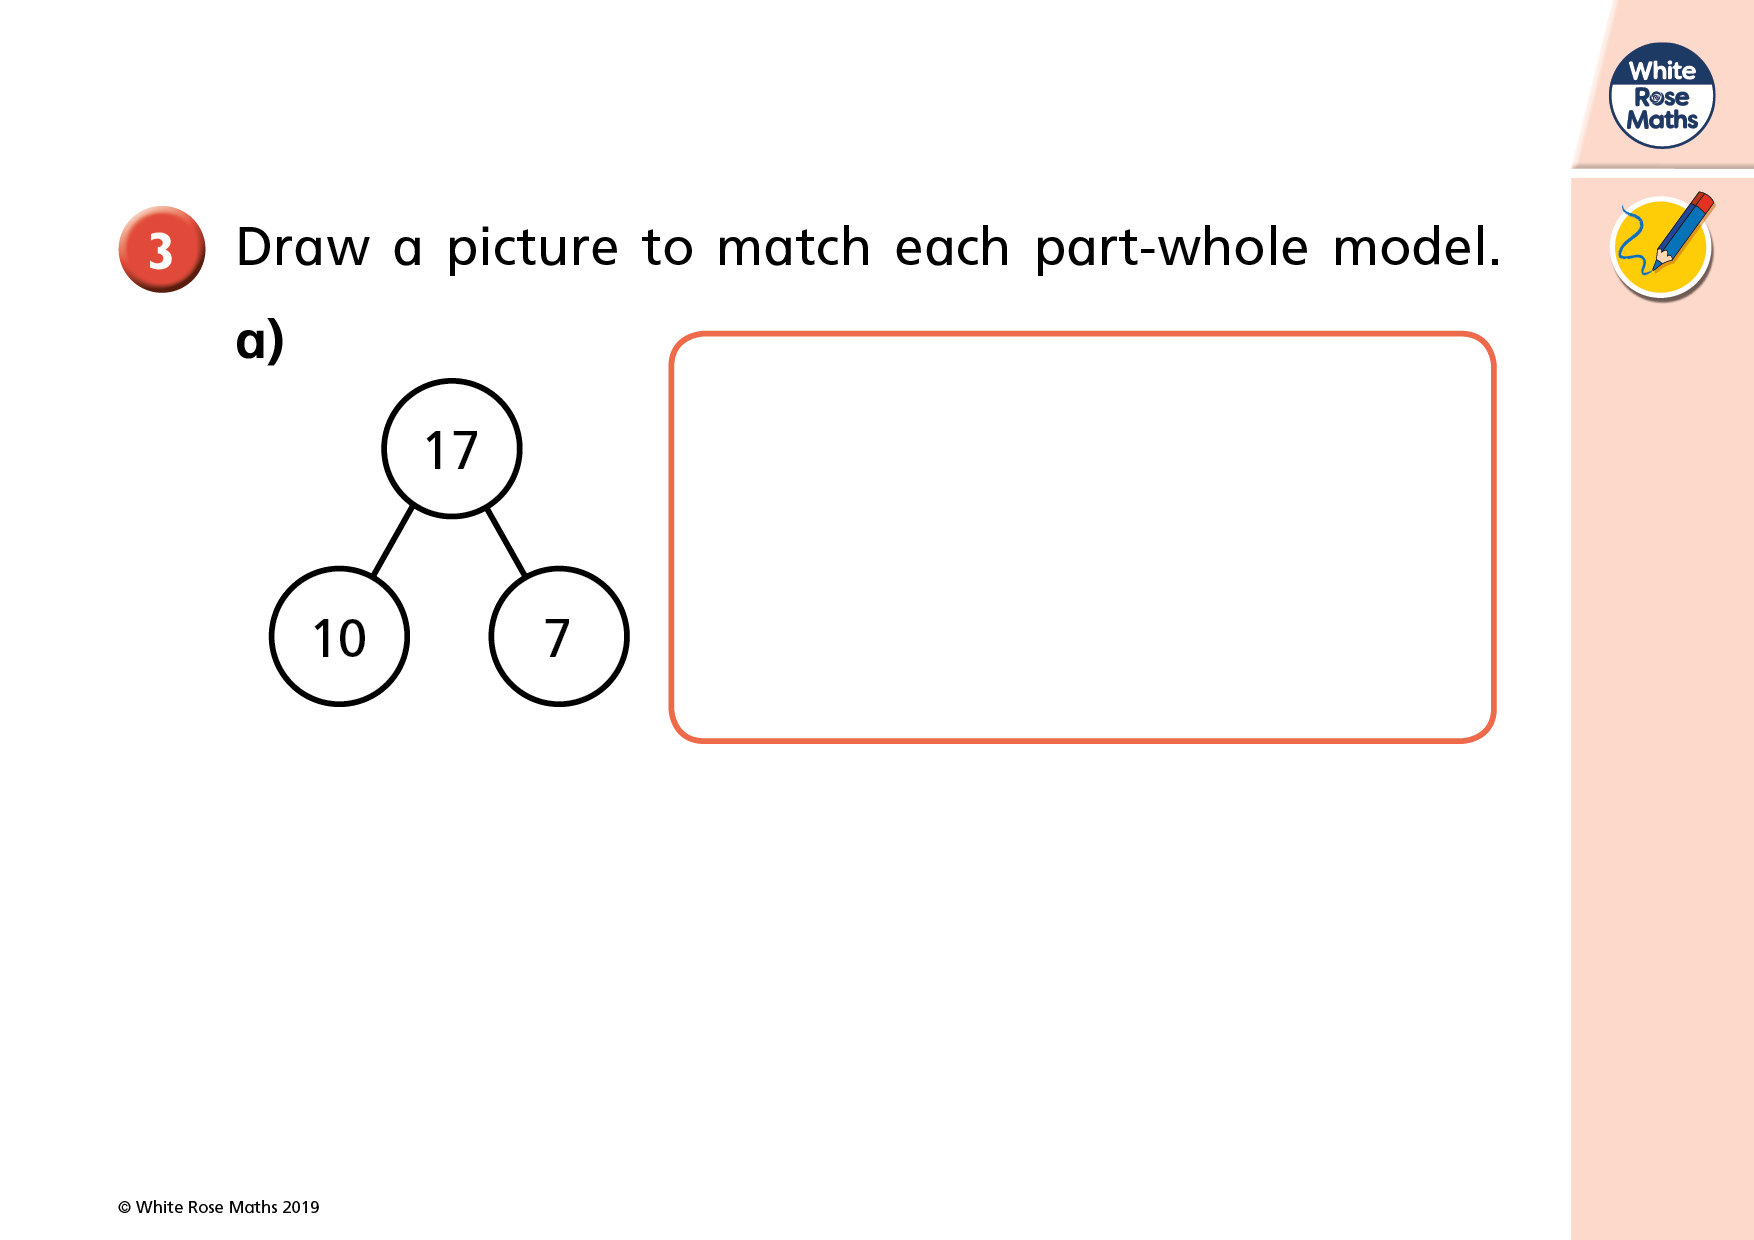 White
Rose
Maths
3 Draw a picture to match each part-whole model.
a)
17
10 7
© White Rose Maths 2019